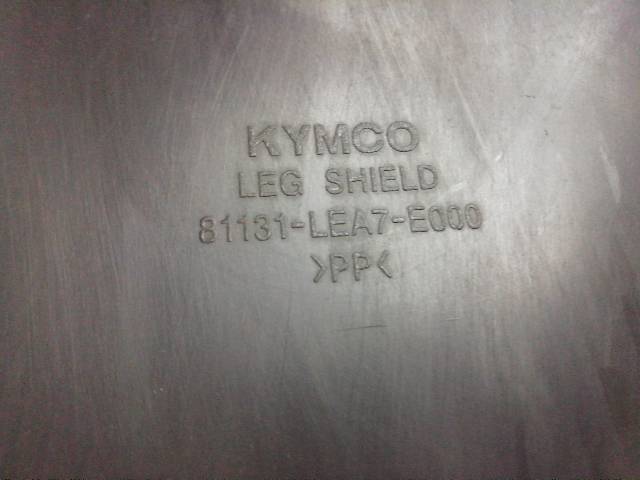 KYMCO
LEG SHIELD
81131-LEA7-E000
>PP<